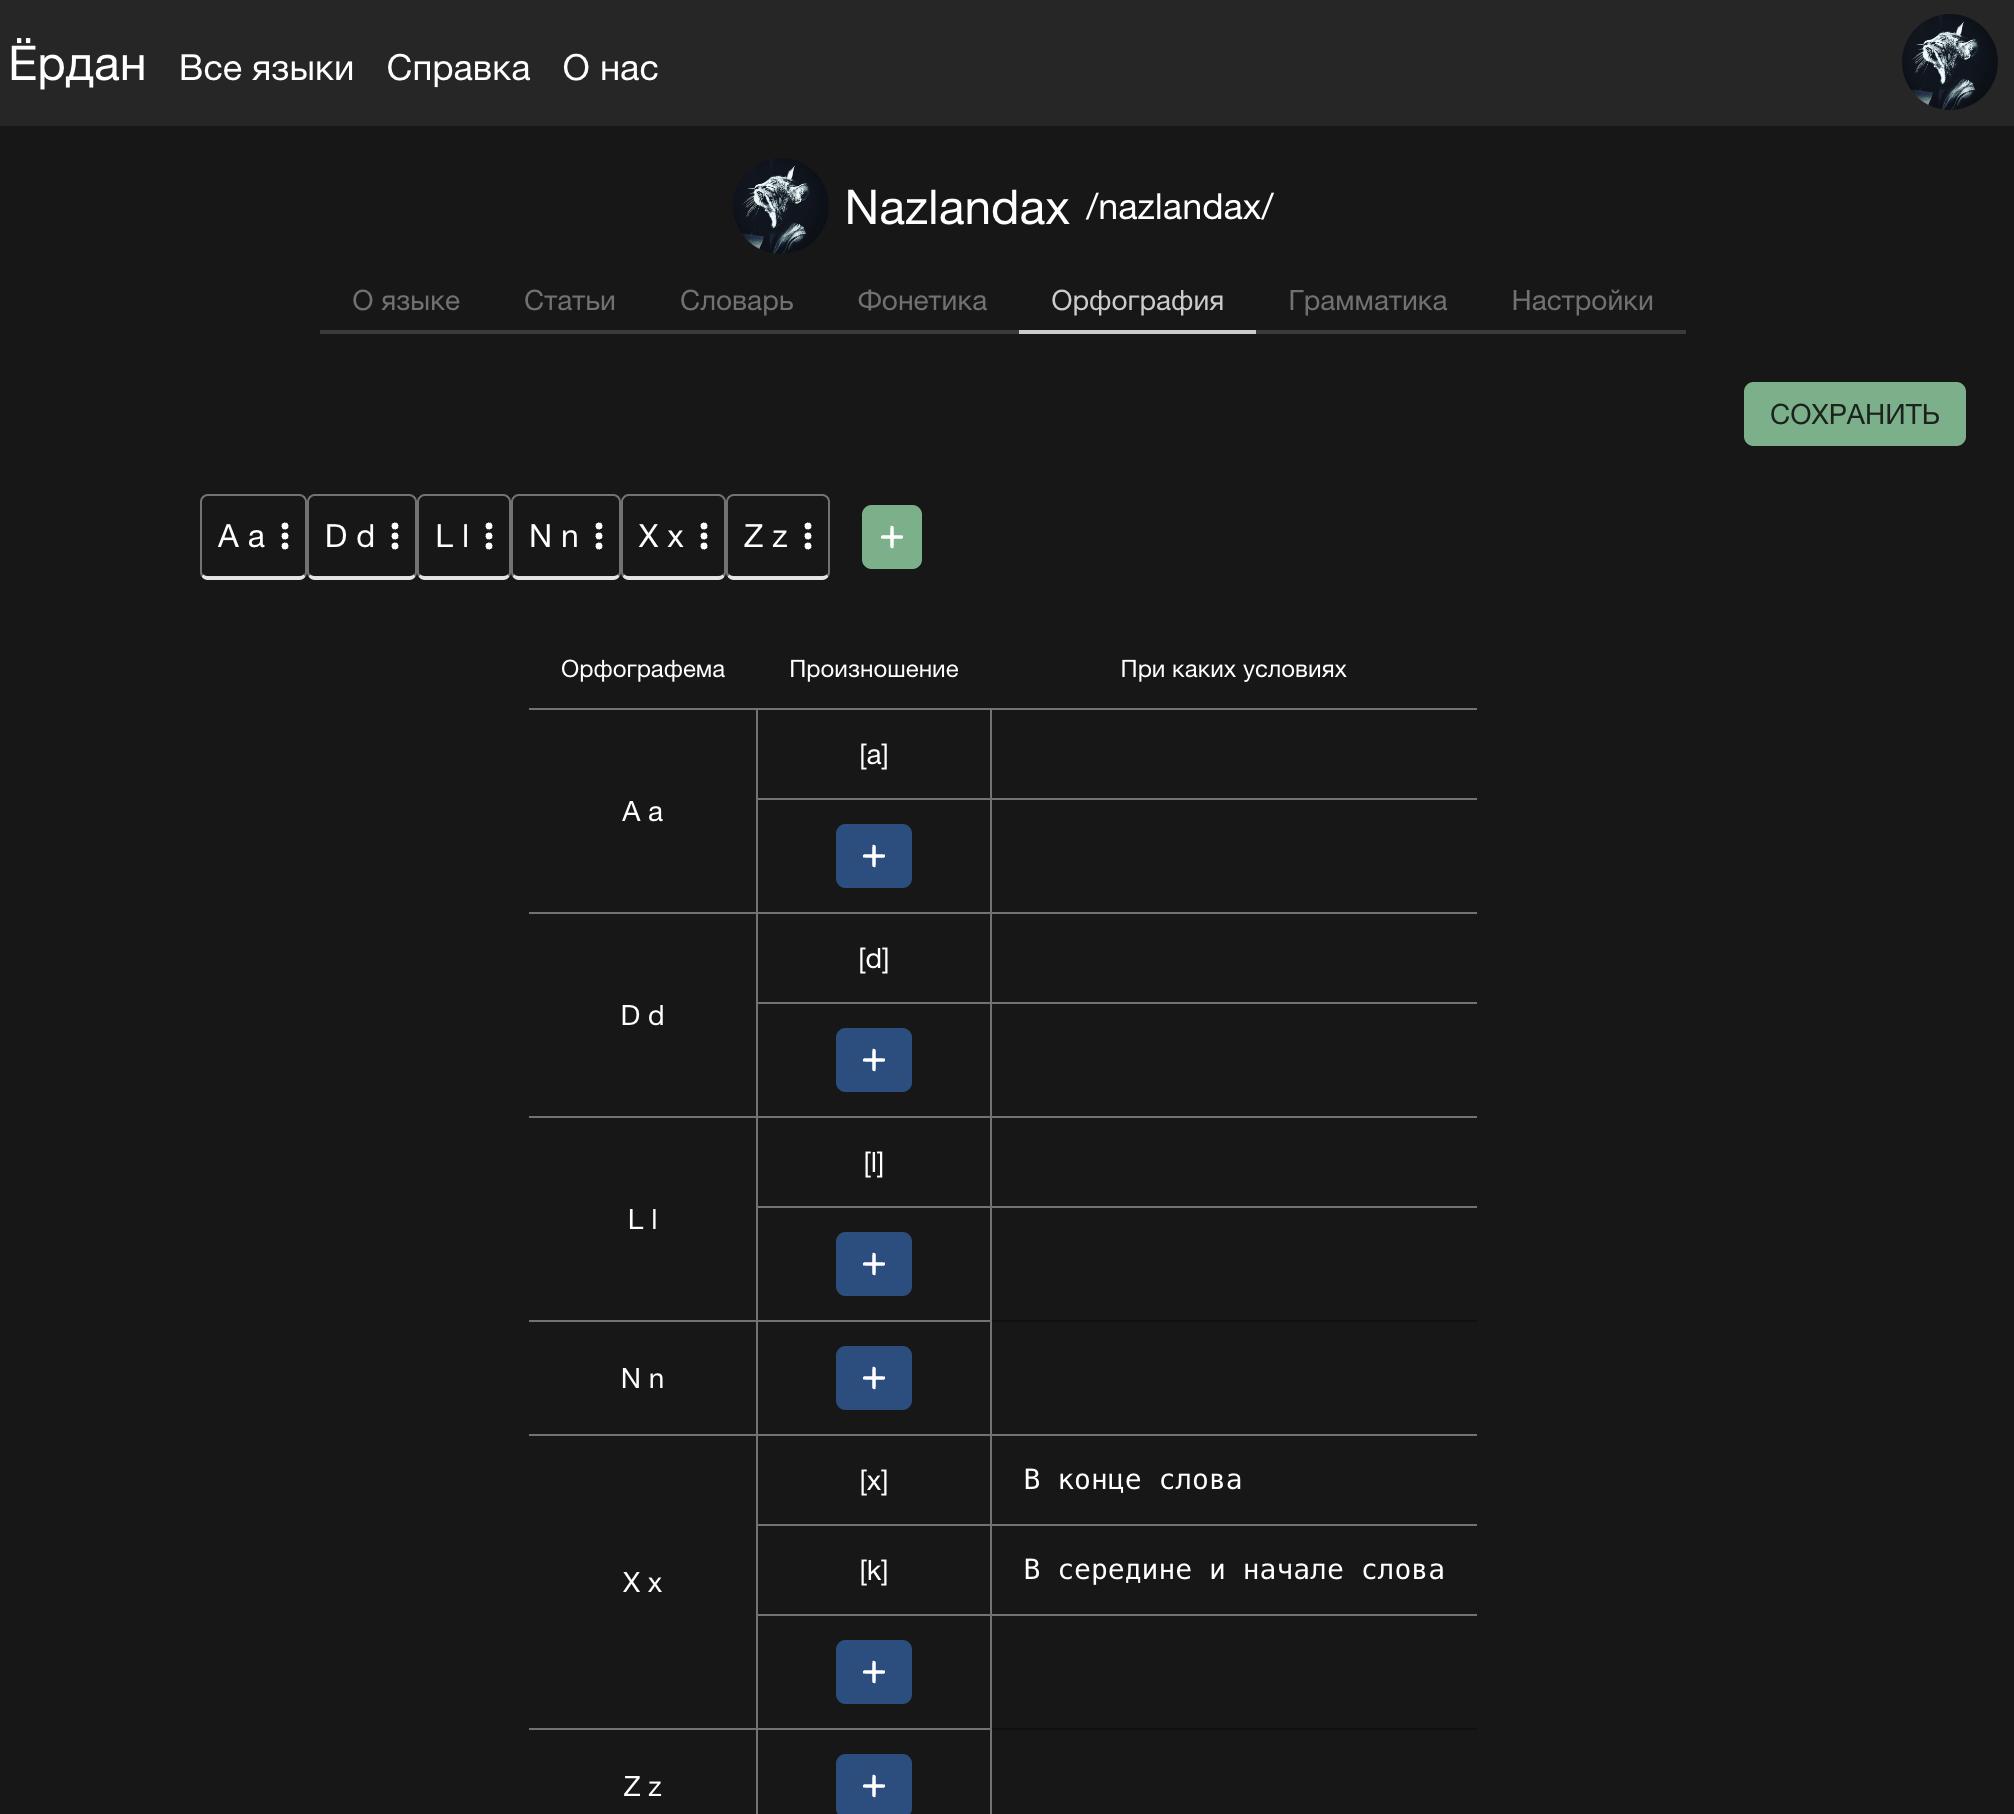 Ёрдан Все языки Справка О нас
Nazlandax /nazlandax/
О языке Статьи Словарь Фонетика Орфография Грамматика Настройки
СОХРАНИТЬ
A a D d L l N n X x Z z +
Орфографема Произношение При каких условиях
A a
[a]
+
D d
[d]
+
L l
[l]
+
N n
+
X x
[x] В конце слова
[k] В середине и начале слова
+
Z z
+